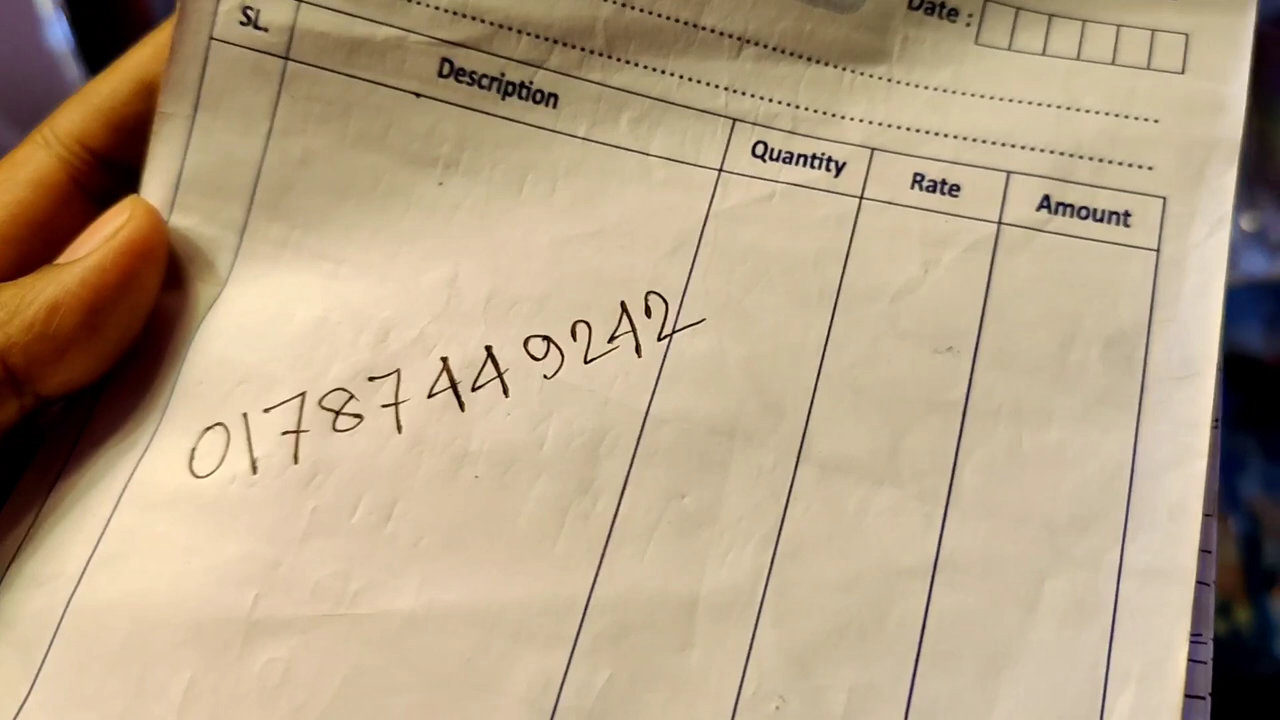 Date :
SL.
Description
Quantity
Rate
Amount
01787449242